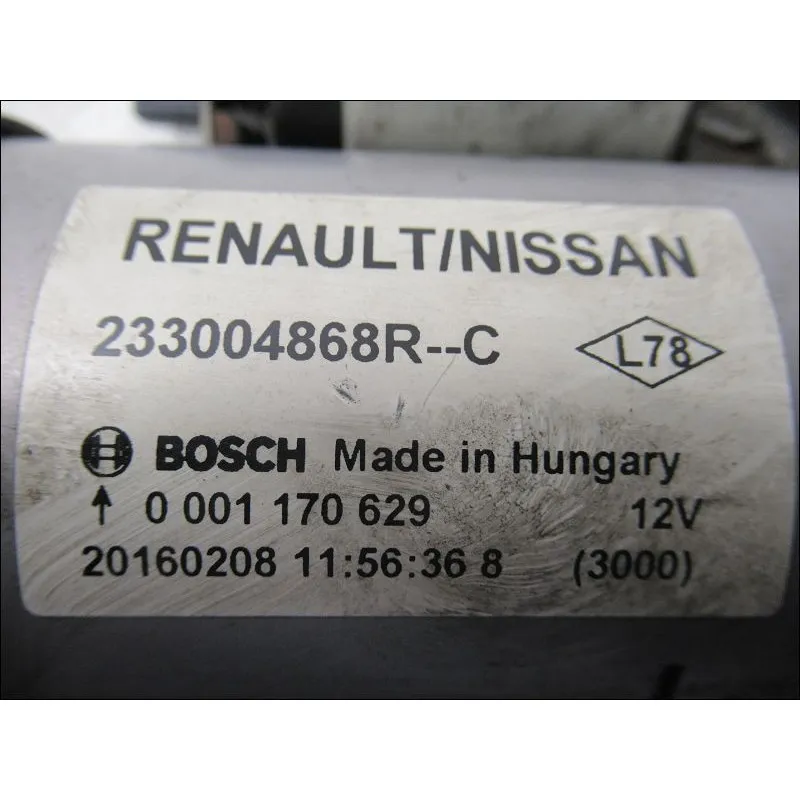 RENAULT/NISSAN
233004868R--C L78
BOSCH Made in Hungary
↑ 0 001 170 629 12V
20160208 11:56:36 8 (3000)